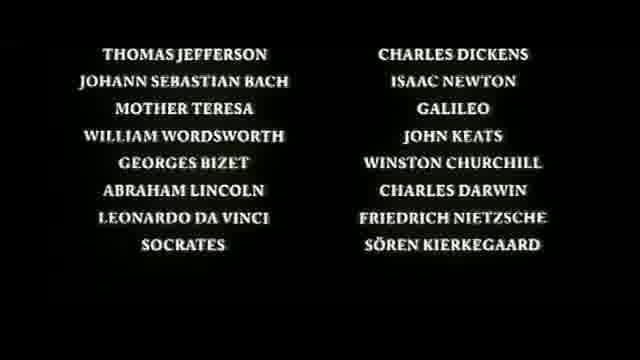 THOMAS JEFFERSON CHARLES DICKENS
JOHANN SEBASTIAN BACH ISAAC NEWTON
MOTHER TERESA GALILEO
WILLIAM WORDSWORTH JOHN KEATS
GEORGES BIZET WINSTON CHURCHILL
ABRAHAM LINCOLN CHARLES DARWIN
LEONARDO DA VINCI FRIEDRICH NIETZSCHE
SOCRATES SÖREN KIERKEGAARD